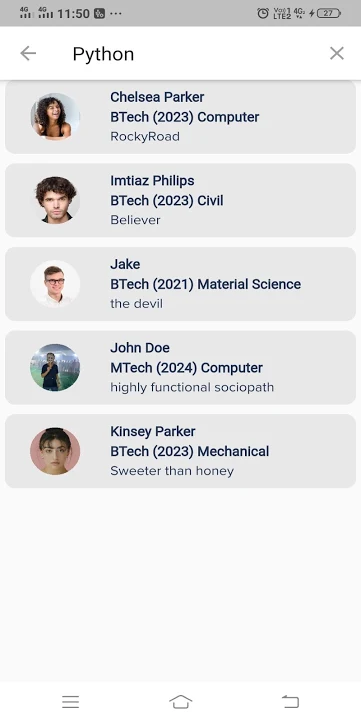 4G 4G 11:50 ... 4G LTE2 27
Python
Chelsea Parker
BTech (2023) Computer
RockyRoad
Imtiaz Philips
BTech (2023) Civil
Believer
Jake
BTech (2021) Material Science
the devil
John Doe
MTech (2024) Computer
highly functional sociopath
Kinsey Parker
BTech (2023) Mechanical
Sweeter than honey